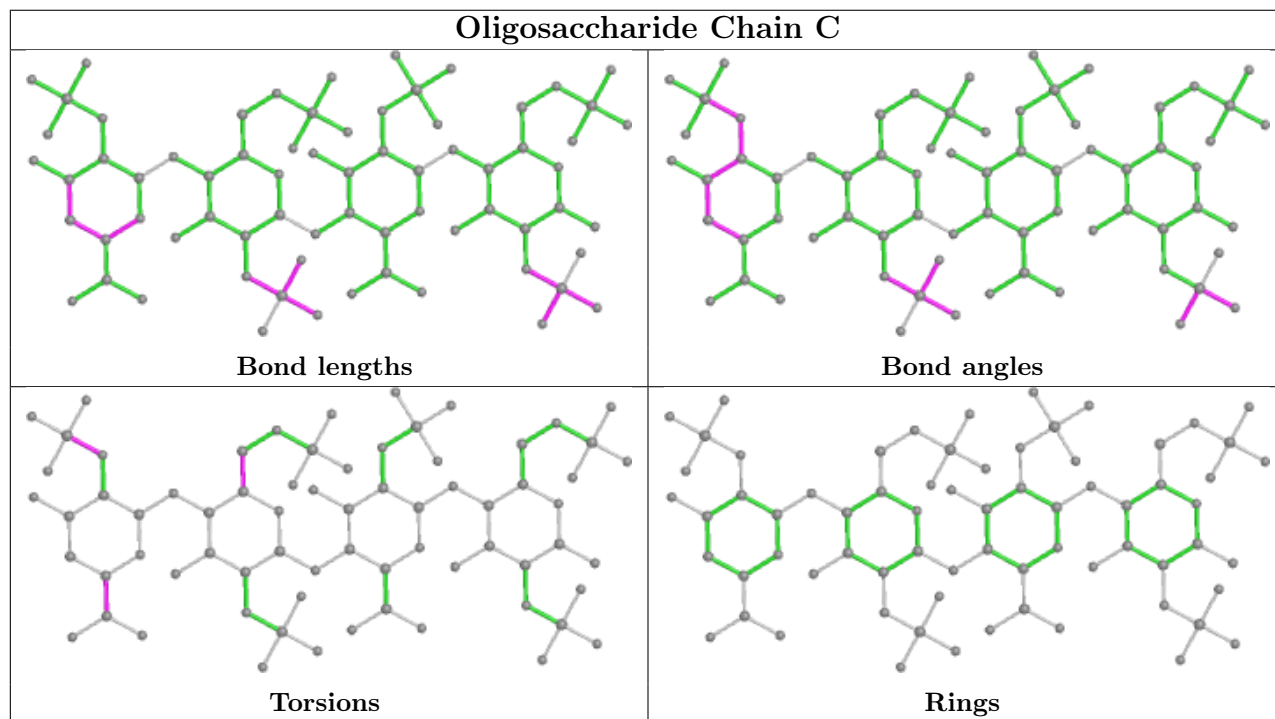 Oligosaccharide Chain C
Bond lengths
Bond angles
Torsions
Rings